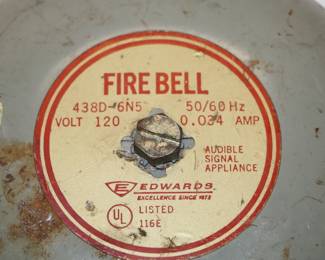 FIRE BELL
438D-6N5 50/60 Hz
VOLT 120 0.034 AMP
AUDIBLE
SIGNAL
APPLIANCE
E EDWARDS
EXCELLENCE SINCE 1872
UL LISTED
116E